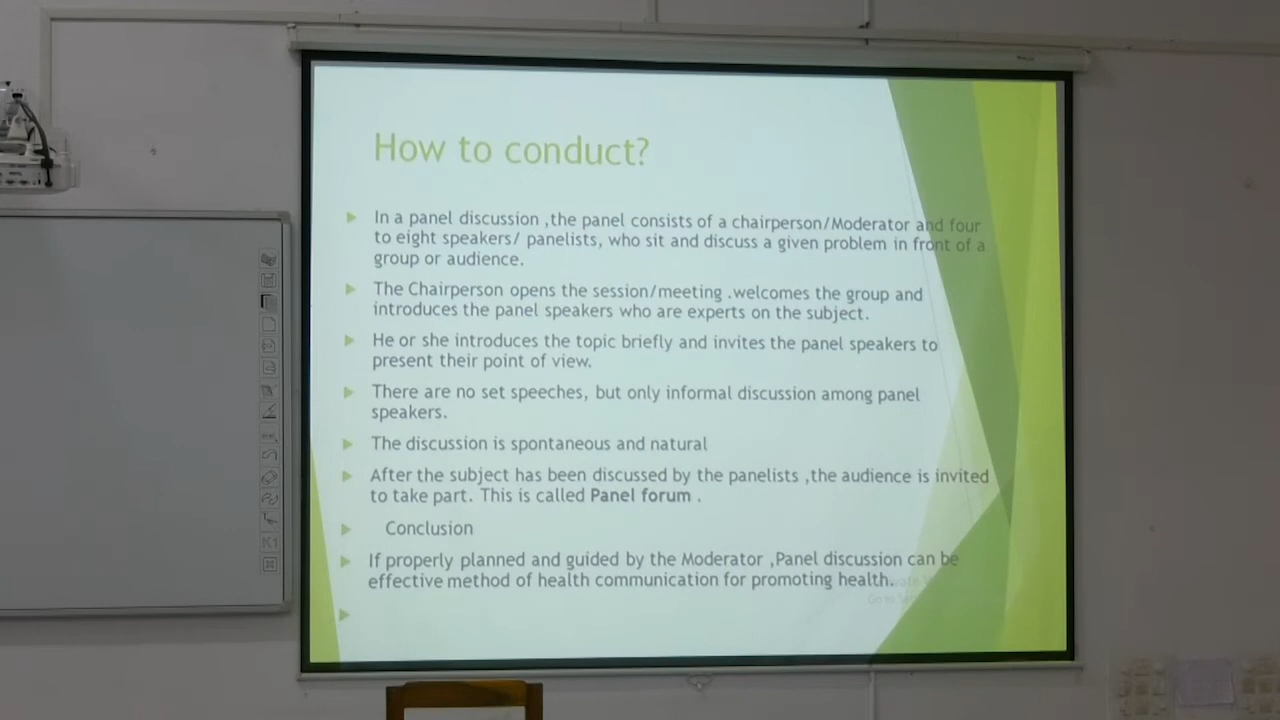 How to conduct?
In a panel discussion ,the panel consists of a chairperson/Moderator and four
to eight speakers/ panelists, who sit and discuss a given problem in front of a
group or audience.
The Chairperson opens the session/meeting .welcomes the group and
introduces the panel speakers who are experts on the subject.
He or she introduces the topic briefly and invites the panel speakers to
present their point of view.
There are no set speeches, but only informal discussion among panel
speakers.
The discussion is spontaneous and natural
After the subject has been discussed by the panelists ,the audience is invited
to take part. This is called Panel forum .
Conclusion
If properly planned and guided by the Moderator ,Panel discussion can be
effective method of health communication for promoting health.